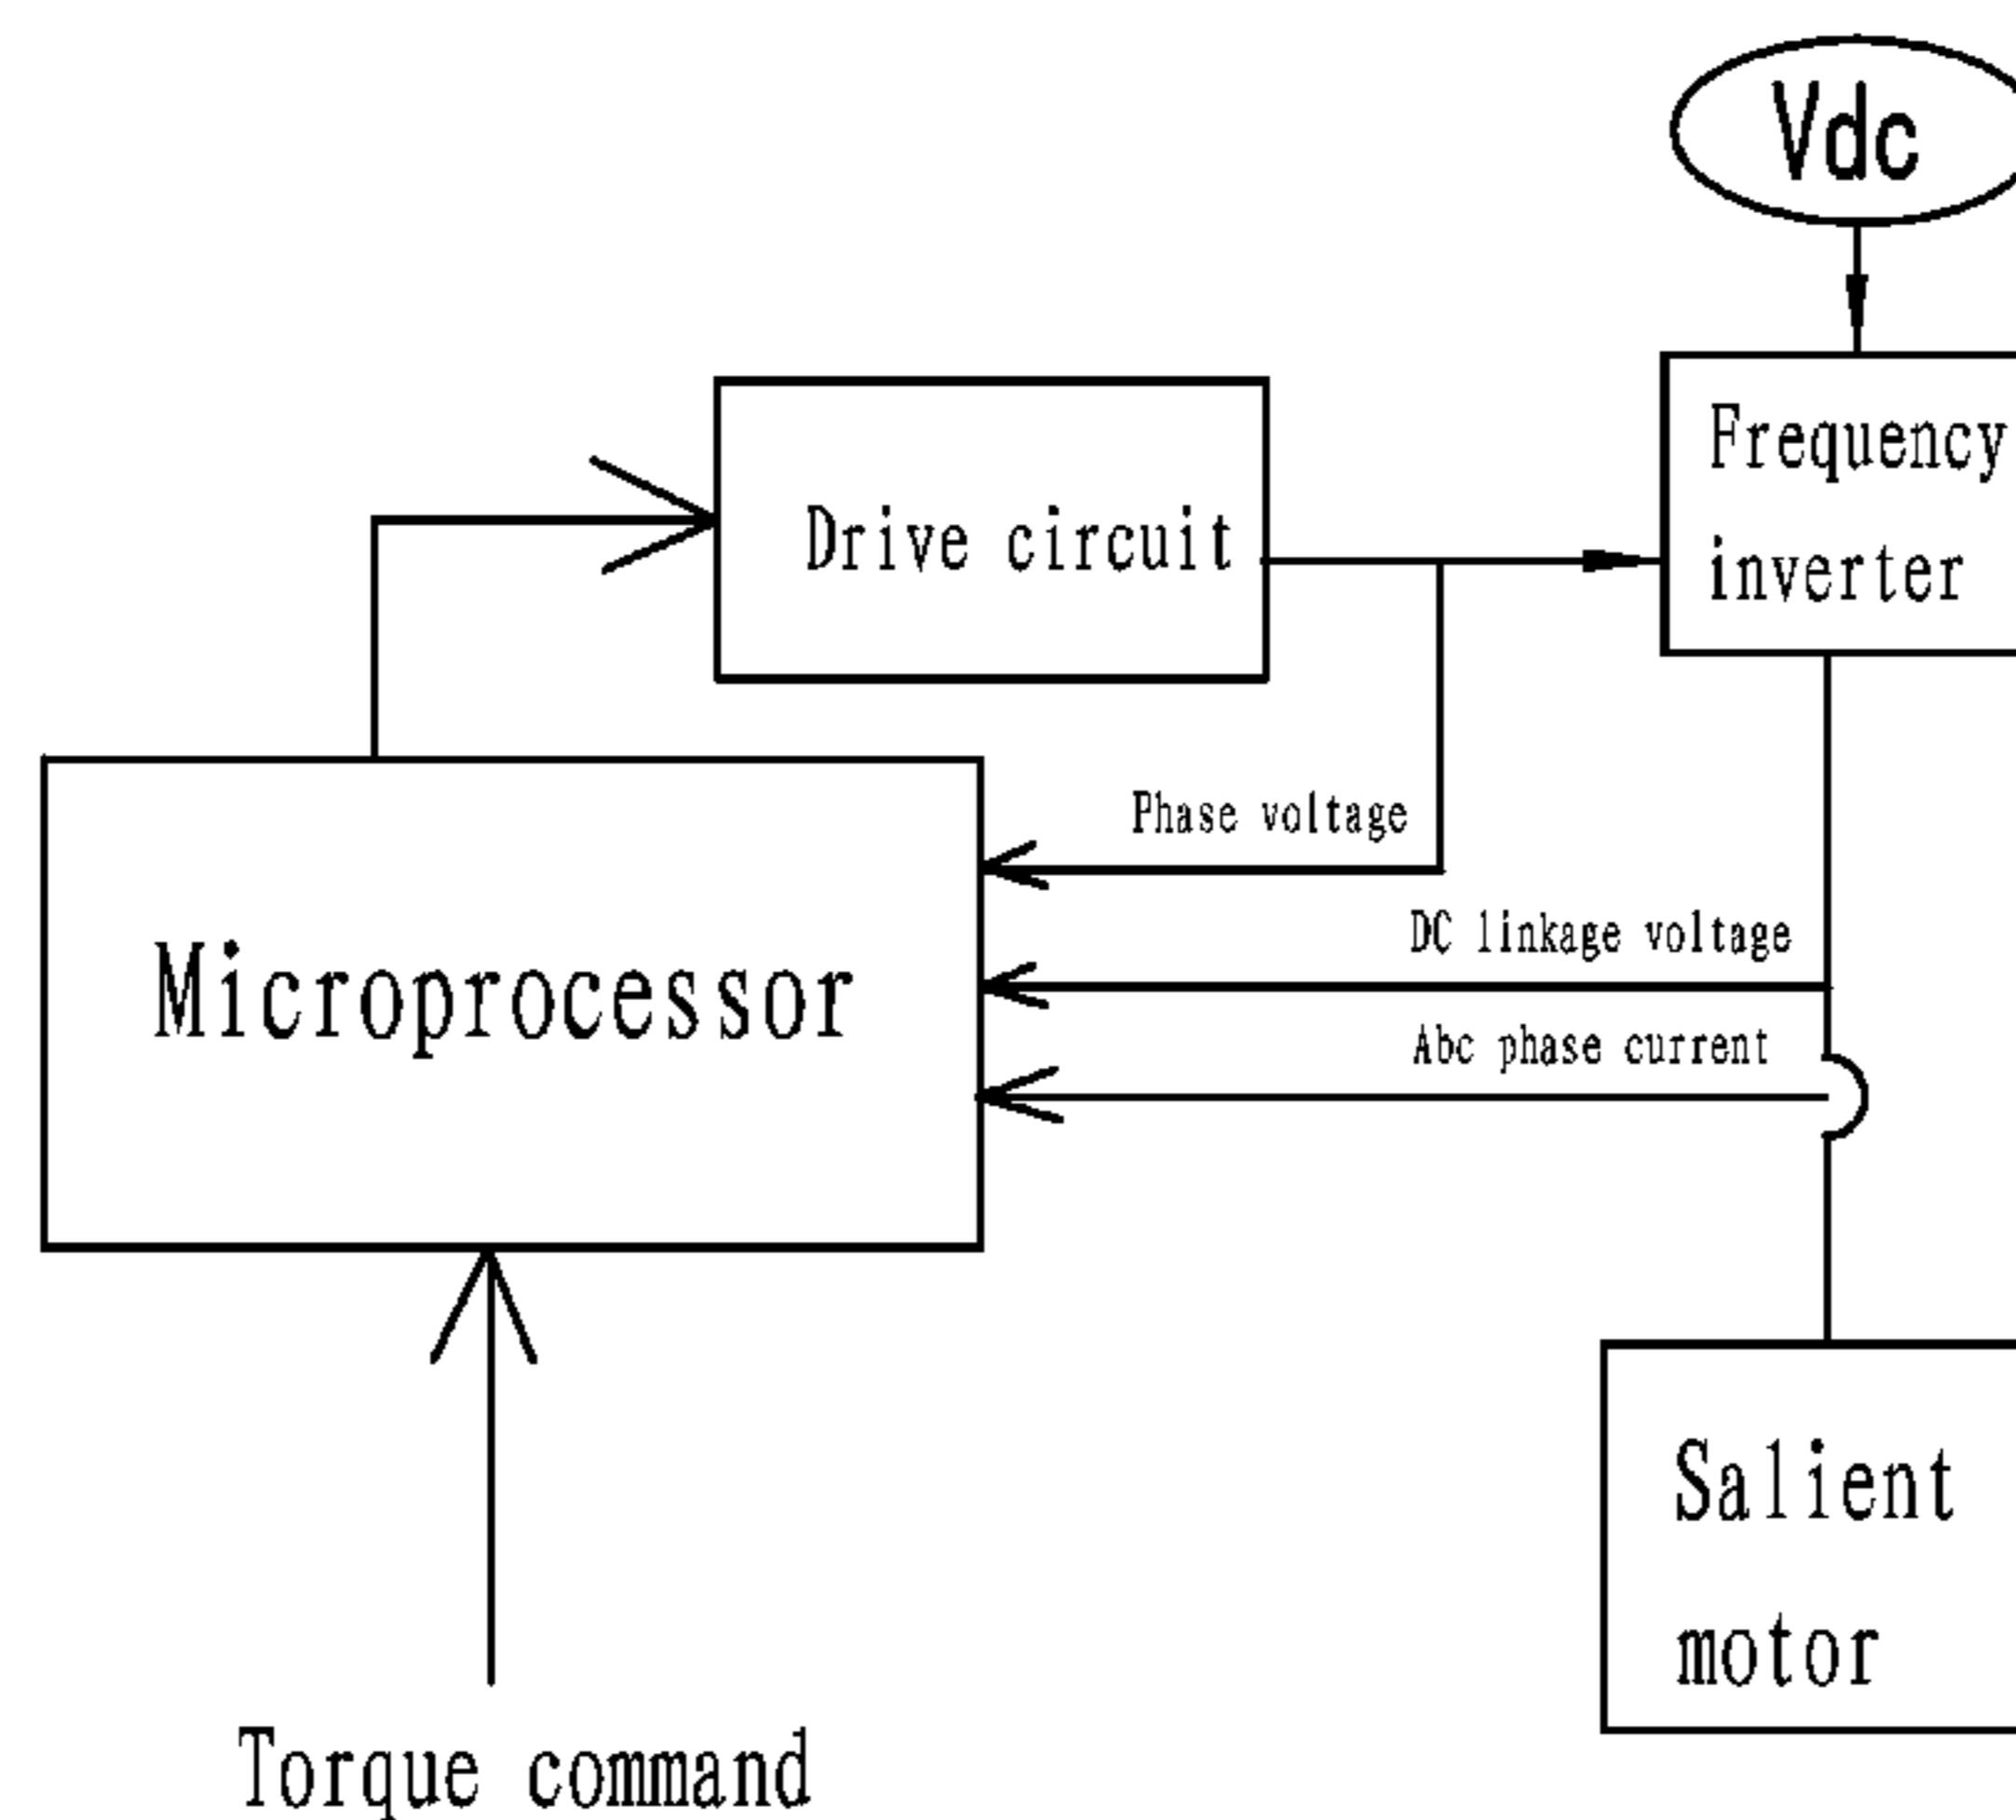 Vdc
Frequency
inverter
Drive circuit
Phase voltage
DC linkage voltage
Abc phase current
Microprocessor
Salient
motor
Torque command